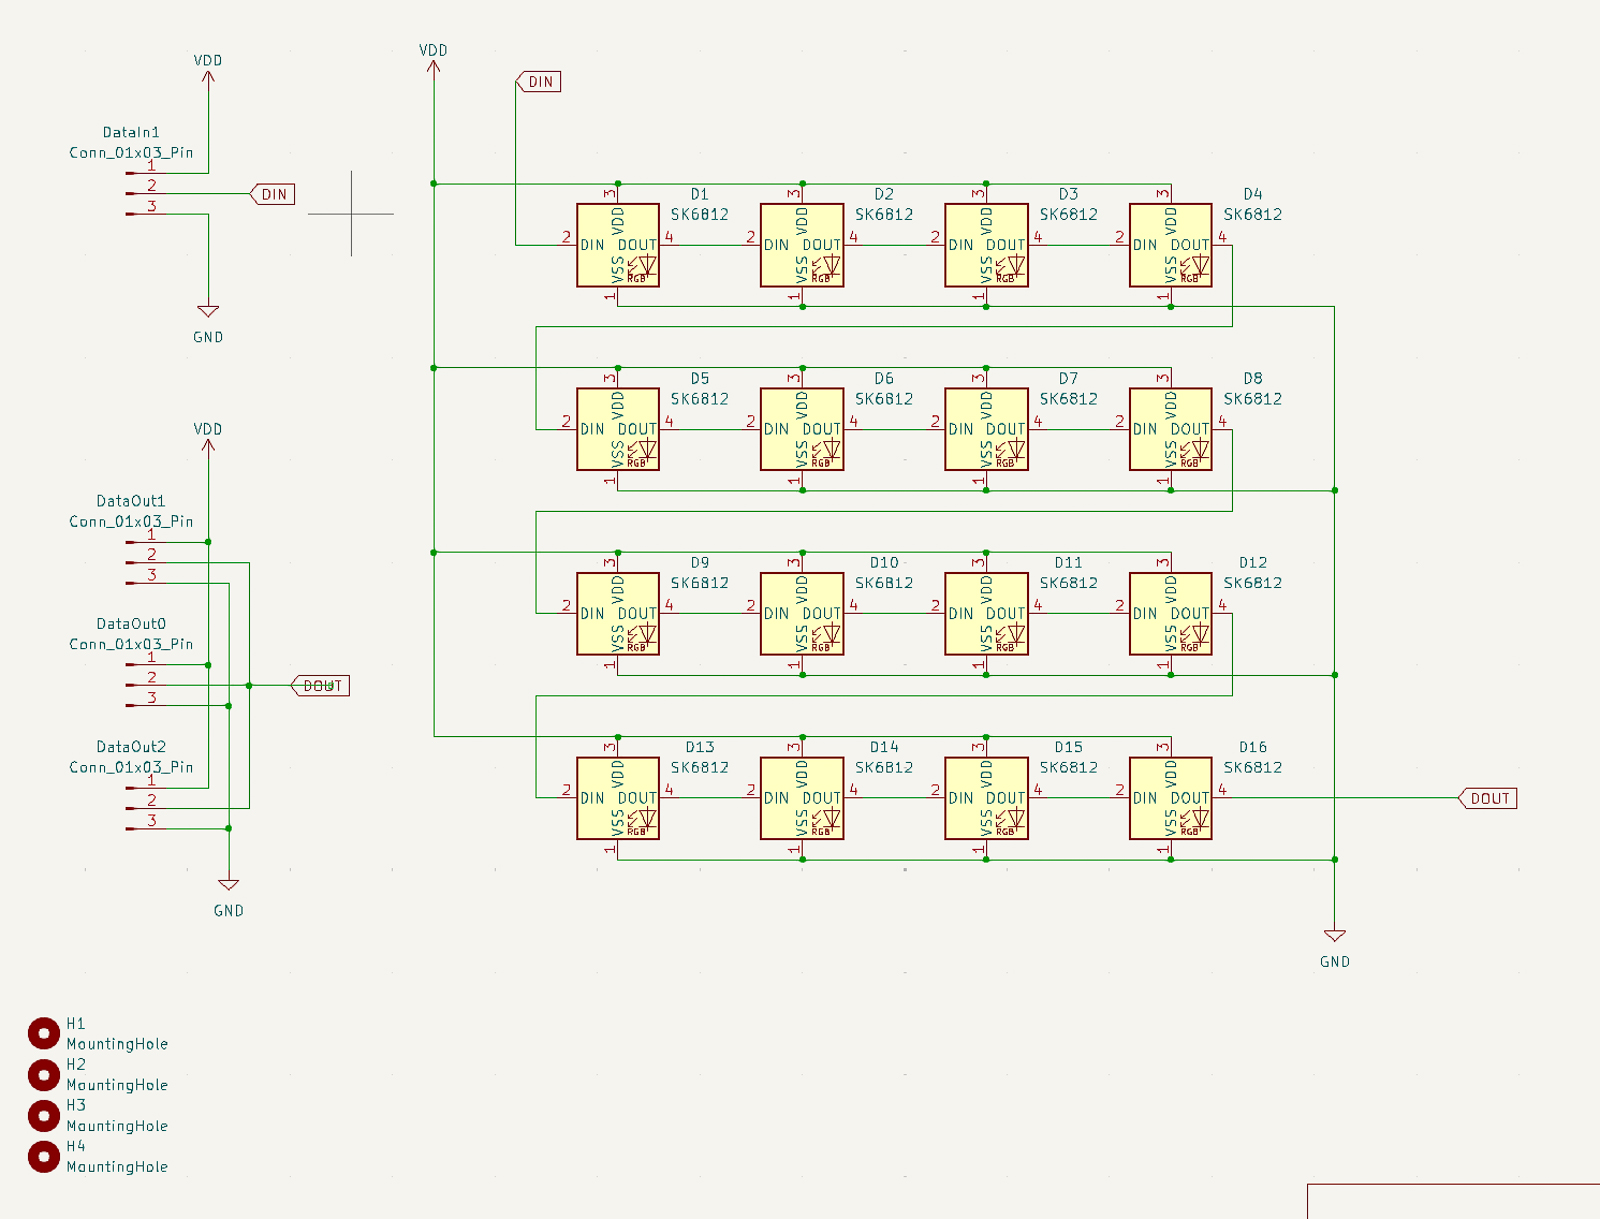 VDD
DataIn1
Conn_01x03_Pin
1
2
3
DIN
GND
VDD
DataOut1
Conn_01x03_Pin
1
2
3
DataOut0
Conn_01x03_Pin
1
2
3
DOUT
DataOut2
Conn_01x03_Pin
1
2
3
GND
VDD
DIN
D1
SK6812
3
VDD
2 DIN DOUT 4
VSS
RGB
1
D2
SK6812
3
VDD
2 DIN DOUT 4
VSS
RGB
1
D3
SK6812
3
VDD
2 DIN DOUT 4
VSS
RGB
1
D4
SK6812
3
VDD
2 DIN DOUT 4
VSS
RGB
1
D5
SK6812
3
VDD
2 DIN DOUT 4
VSS
RGB
1
D6
SK6812
3
VDD
2 DIN DOUT 4
VSS
RGB
1
D7
SK6812
3
VDD
2 DIN DOUT 4
VSS
RGB
1
D8
SK6812
3
VDD
2 DIN DOUT 4
VSS
RGB
1
D9
SK6812
3
VDD
2 DIN DOUT 4
VSS
RGB
1
D10
SK6812
3
VDD
2 DIN DOUT 4
VSS
RGB
1
D11
SK6812
3
VDD
2 DIN DOUT 4
VSS
RGB
1
D12
SK6812
3
VDD
2 DIN DOUT 4
VSS
RGB
1
D13
SK6812
3
VDD
2 DIN DOUT 4
VSS
RGB
1
D14
SK6812
3
VDD
2 DIN DOUT 4
VSS
RGB
1
D15
SK6812
3
VDD
2 DIN DOUT 4
VSS
RGB
1
D16
SK6812
3
VDD
2 DIN DOUT 4
VSS
RGB
1
DOUT
GND
H1
MountingHole
H2
MountingHole
H3
MountingHole
H4
MountingHole